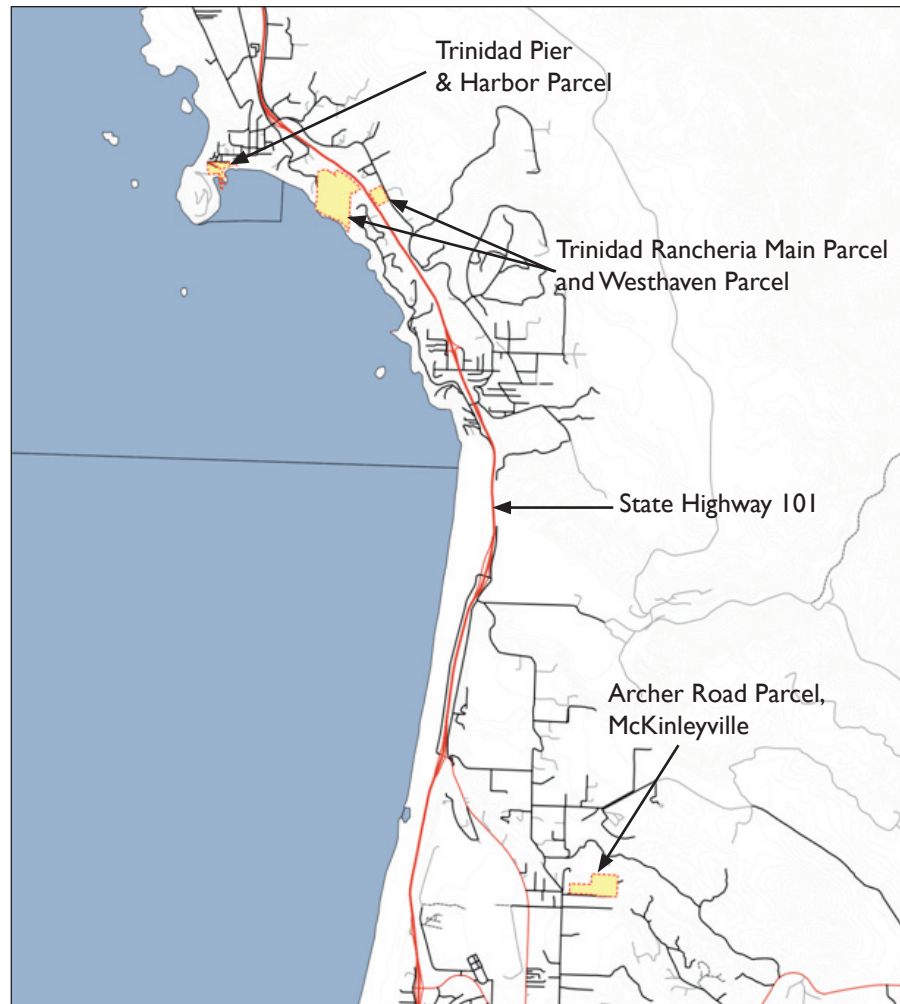 Trinidad Pier
& Harbor Parcel
Trinidad Rancheria Main Parcel
and Westhaven Parcel
State Highway 101
Archer Road Parcel,
McKinleyville